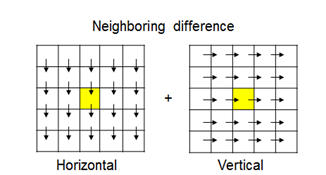 Neighboring difference
+
Horizontal
Vertical